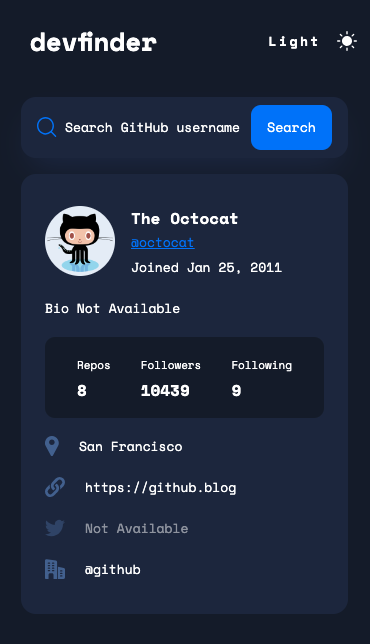 devfinder
Light
Search GitHub username
Search
The Octocat
@octocat
Joined Jan 25, 2011
Bio Not Available
Repos Followers Following
8 10439 9
San Francisco
https://github.blog
Not Available
@github